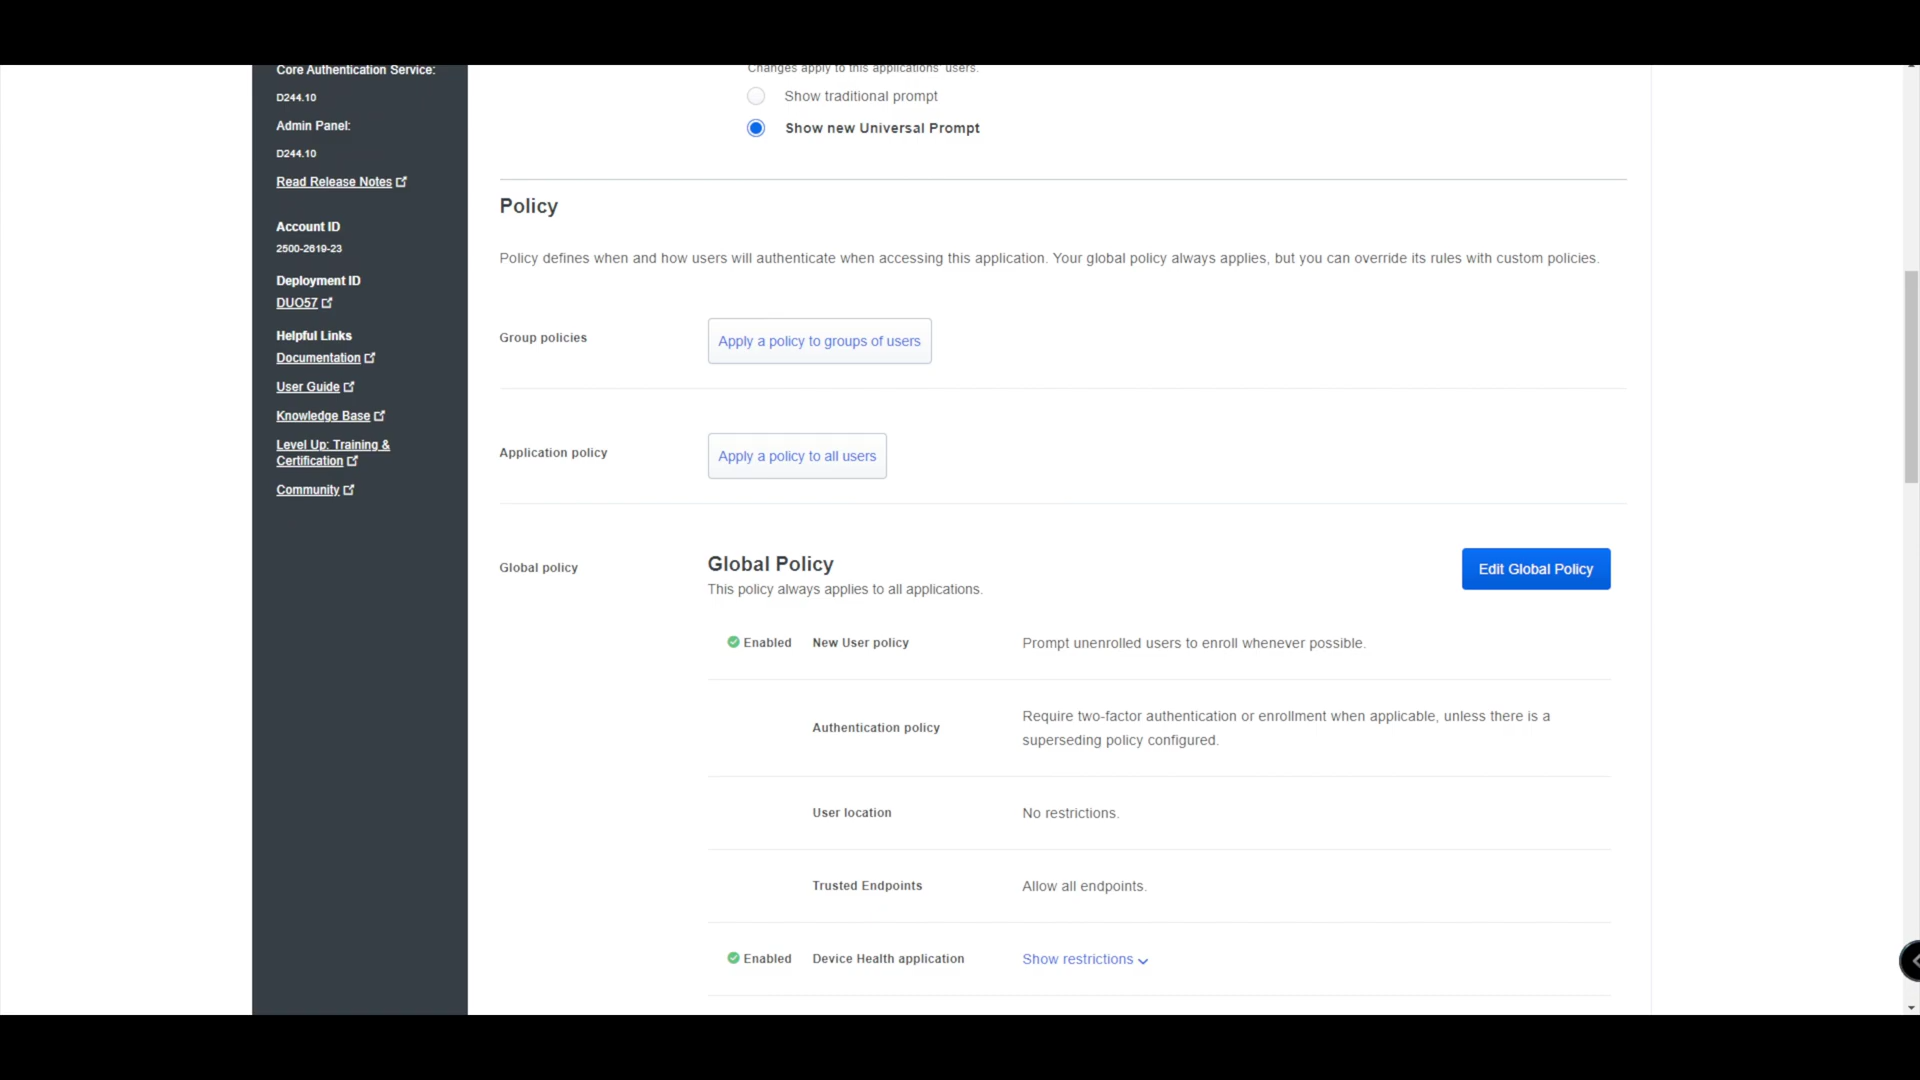 Core Authentication Service:
D244.10
Admin Panel:
D244.10
Read Release Notes
Account ID
2500-2619-23
Deployment ID
DUO57
Helpful Links
Documentation
User Guide
Knowledge Base
Level Up: Training &
Certification
Community
Changes apply to this applications' users.
Show traditional prompt
Show new Universal Prompt
Policy
Policy defines when and how users will authenticate when accessing this application. Your global policy always applies, but you can override its rules with custom policies.
Group policies
Apply a policy to groups of users
Application policy
Apply a policy to all users
Global policy
Global Policy
This policy always applies to all applications.
Edit Global Policy
Enabled New User policy Prompt unenrolled users to enroll whenever possible.
Authentication policy Require two-factor authentication or enrollment when applicable, unless there is a
superseding policy configured.
User location No restrictions.
Trusted Endpoints Allow all endpoints.
Enabled Device Health application Show restrictions